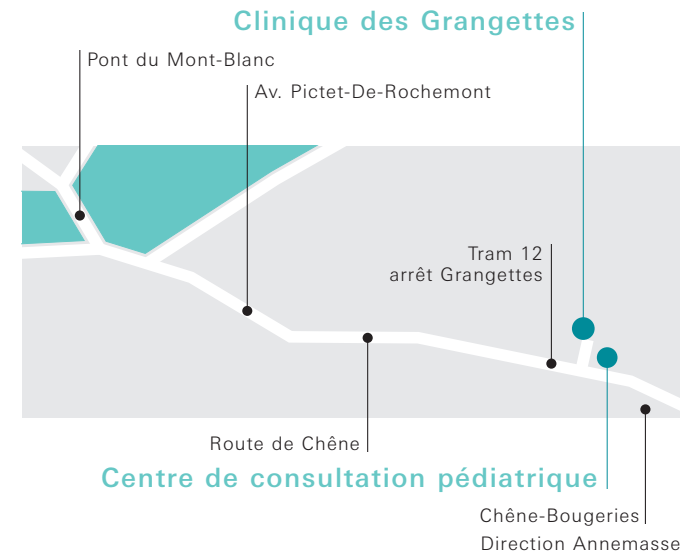 Clinique des Grangettes
Pont du Mont-Blanc
Av. Pictet-De-Rochemont
Tram 12
arrêt Grangettes
Route de Chêne
Centre de consultation pédiatrique
Chêne-Bougeries
Direction Annemasse